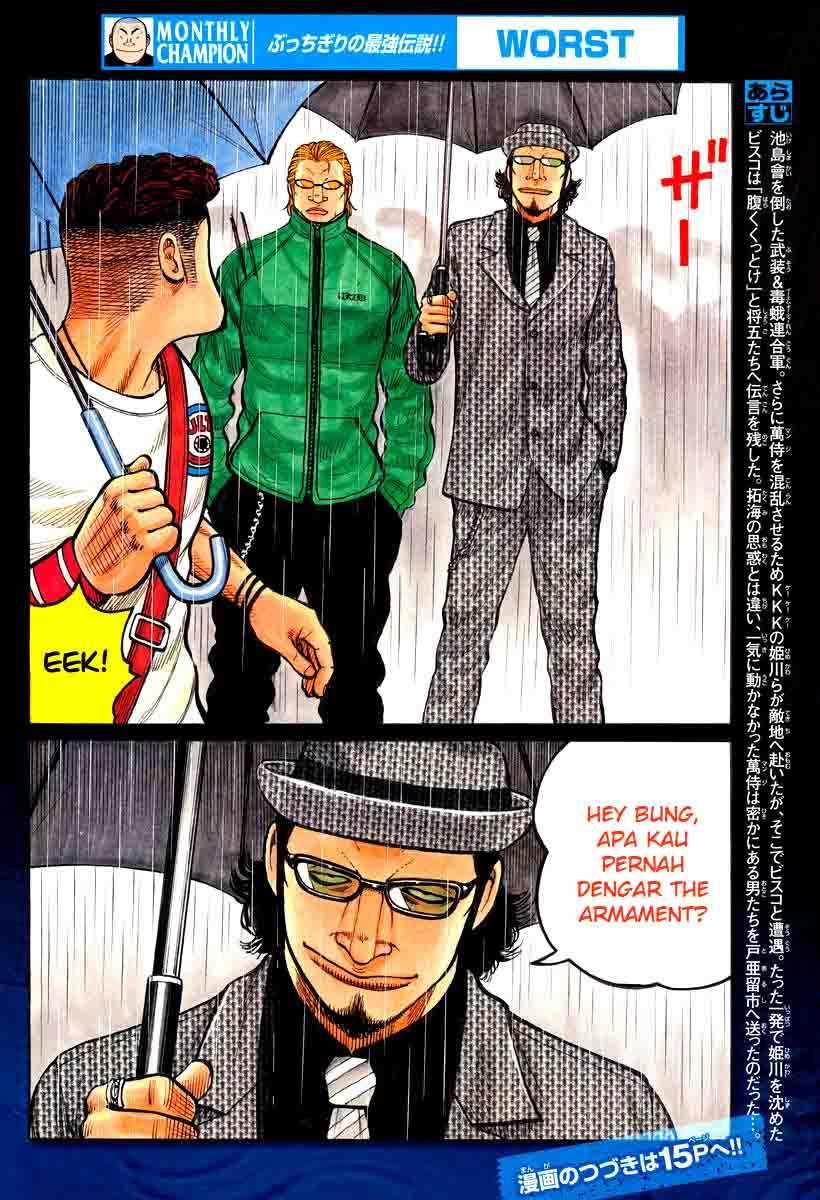 MONTHLY
CHAMPION
ぶっちぎりの最強伝説!!
WORST
あら
すじ
池島會を倒した武装&毒蛾連合軍。さらに萬侍を混乱させるためKKKの姫川らが敵地へ赴いたが、そこでビスコと遭遇。たった一発で姫川を沈めた
ビスコは「腹くくっとけ」と将五たちへ伝言を残した。拓海の思惑とは違い、一気に動かなかった萬侍は密かにある男たちを戸亜留市へ送ったのだった…。
ザー
EEK!
HEY BUNG,
APA KAU
PERNAH
DENGAR THE
ARMAMENT?
漫画のつづきは15Pへ!!